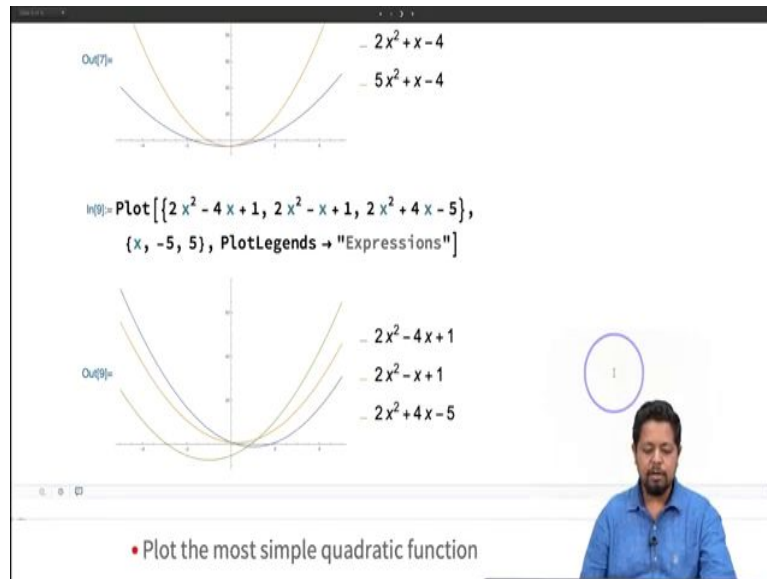 Out[7]=
2x² + x - 4
5x² + x - 4
In[9]:= Plot[{2 x² - 4 x + 1, 2 x² - x + 1, 2 x² + 4 x - 5},
{x, -5, 5}, PlotLegends → "Expressions"]
Out[9]=
2x² - 4x + 1
2x² - x + 1
2x² + 4x - 5
• Plot the most simple quadratic function